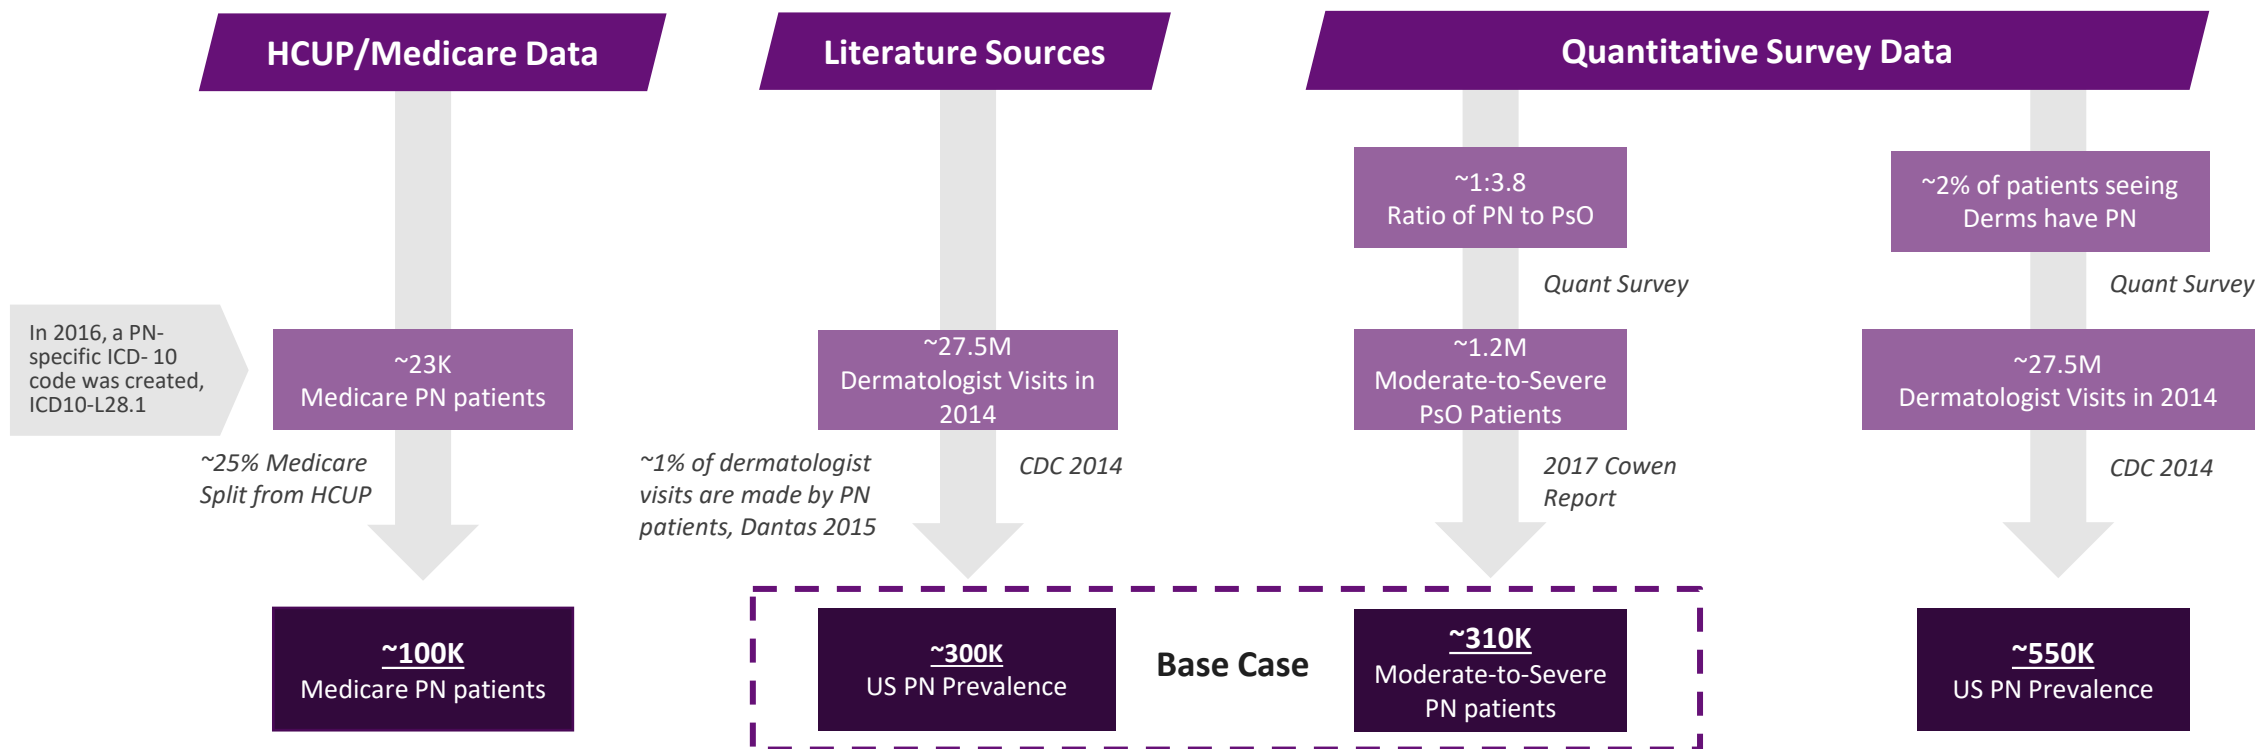 HCUP/Medicare Data
Literature Sources
Quantitative Survey Data
~1:3.8
Ratio of PN to PsO
~2% of patients seeing
Derms have PN
Quant Survey
Quant Survey
In 2016, a PN-
specific ICD- 10
code was created,
ICD10-L28.1
~23K
Medicare PN patients
~27.5M
Dermatologist Visits in
2014
~1.2M
Moderate-to-Severe
PsO Patients
~27.5M
Dermatologist Visits in 2014
~25% Medicare
Split from HCUP
~1% of dermatologist
visits are made by PN
patients, Dantas 2015
CDC 2014
2017 Cowen
Report
CDC 2014
~100K
Medicare PN patients
~300K
US PN Prevalence
Base Case
~310K
Moderate-to-Severe
PN patients
~550K
US PN Prevalence